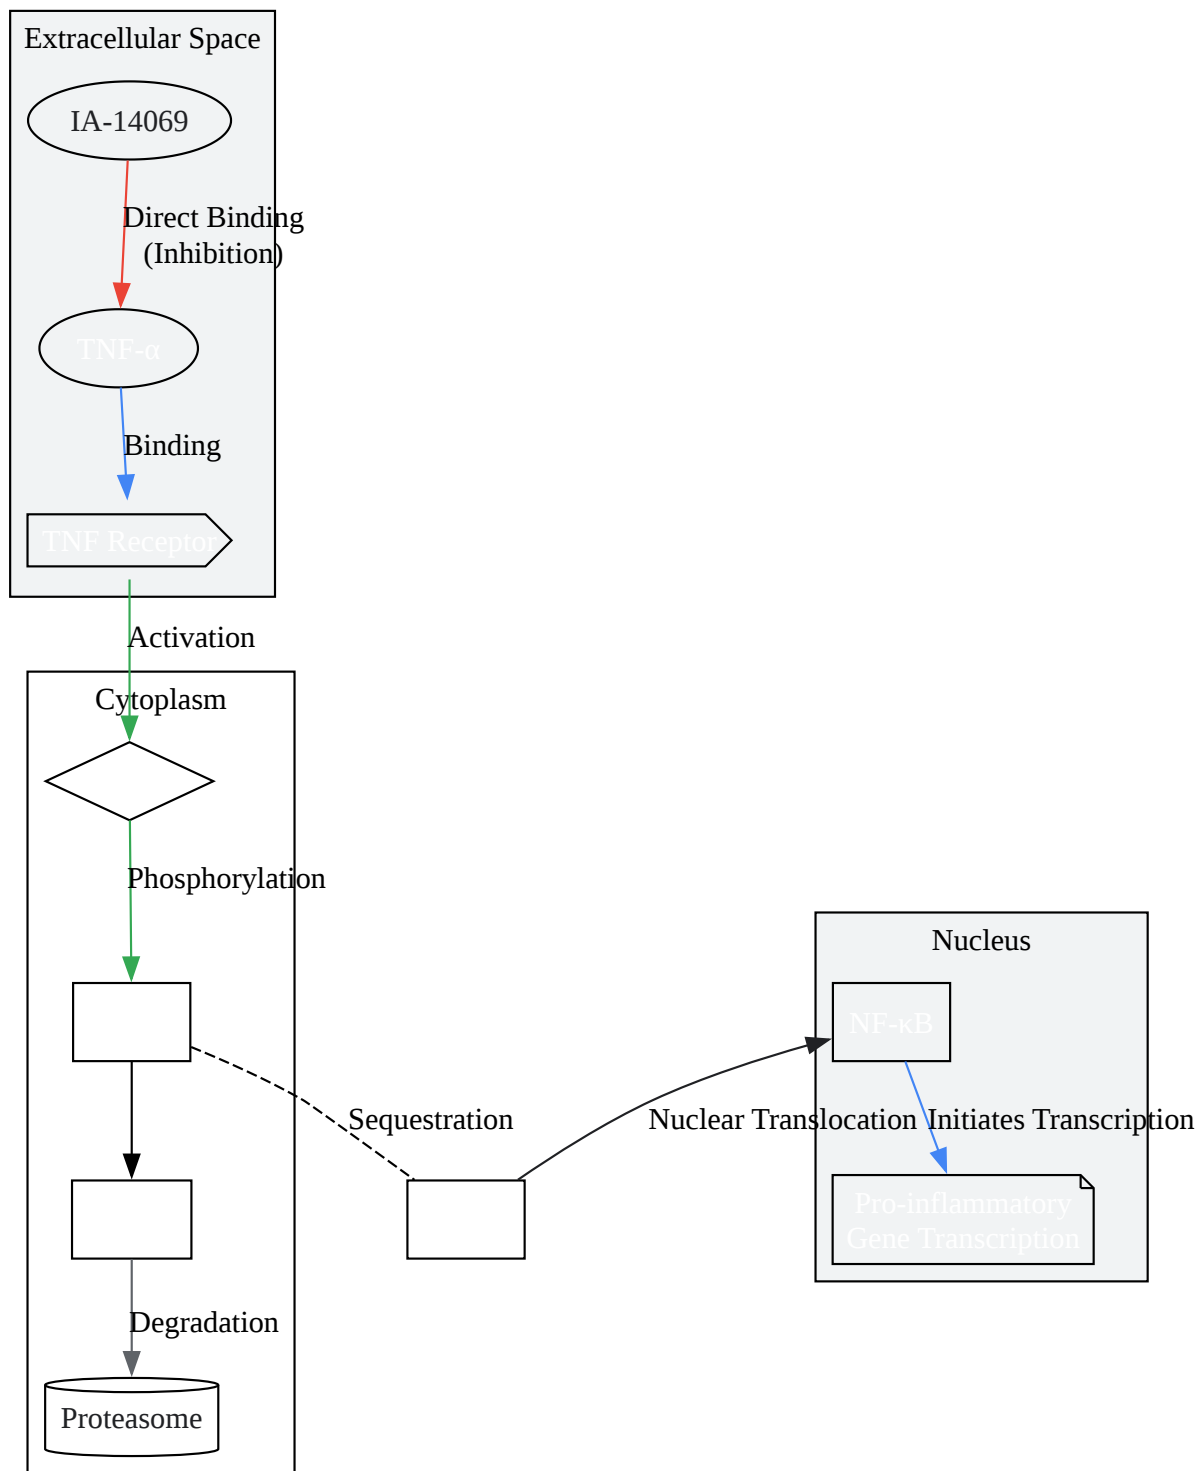 Extracellular Space
IA-14069
Direct Binding
(Inhibition)
TNF-α
Binding
TNF Receptor
Activation
Cytoplasm
Phosphorylation
Nucleus
NF-κB
Sequestration
Nuclear Translocation
Initiates Transcription
Pro-inflammatory
Gene Transcription
Degradation
Proteasome